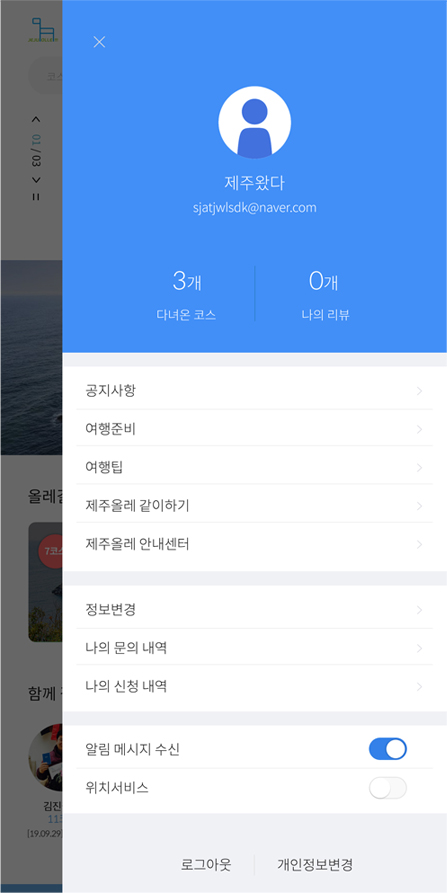 01 / 03
제주왔다
sjatjwlsdk@naver.com
3개
다녀온 코스
0개
나의 리뷰
공지사항
여행준비
여행팁
제주올레 같이하기
제주올레 안내센터
정보변경
나의 문의 내역
나의 신청 내역
알림 메시지 수신
위치서비스
로그아웃
개인정보변경
올레길
7코스
함께
김진
115
[19.09.29]